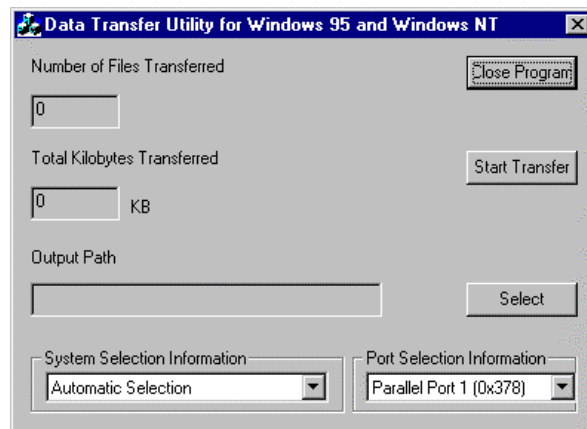 Data Transfer Utility for Windows 95 and Windows NT
Number of Files Transferred
Close Program
0
Total Kilobytes Transferred
Start Transfer
0 KB
Output Path
Select
System Selection Information
Port Selection Information
Automatic Selection
Parallel Port 1 (0x378)